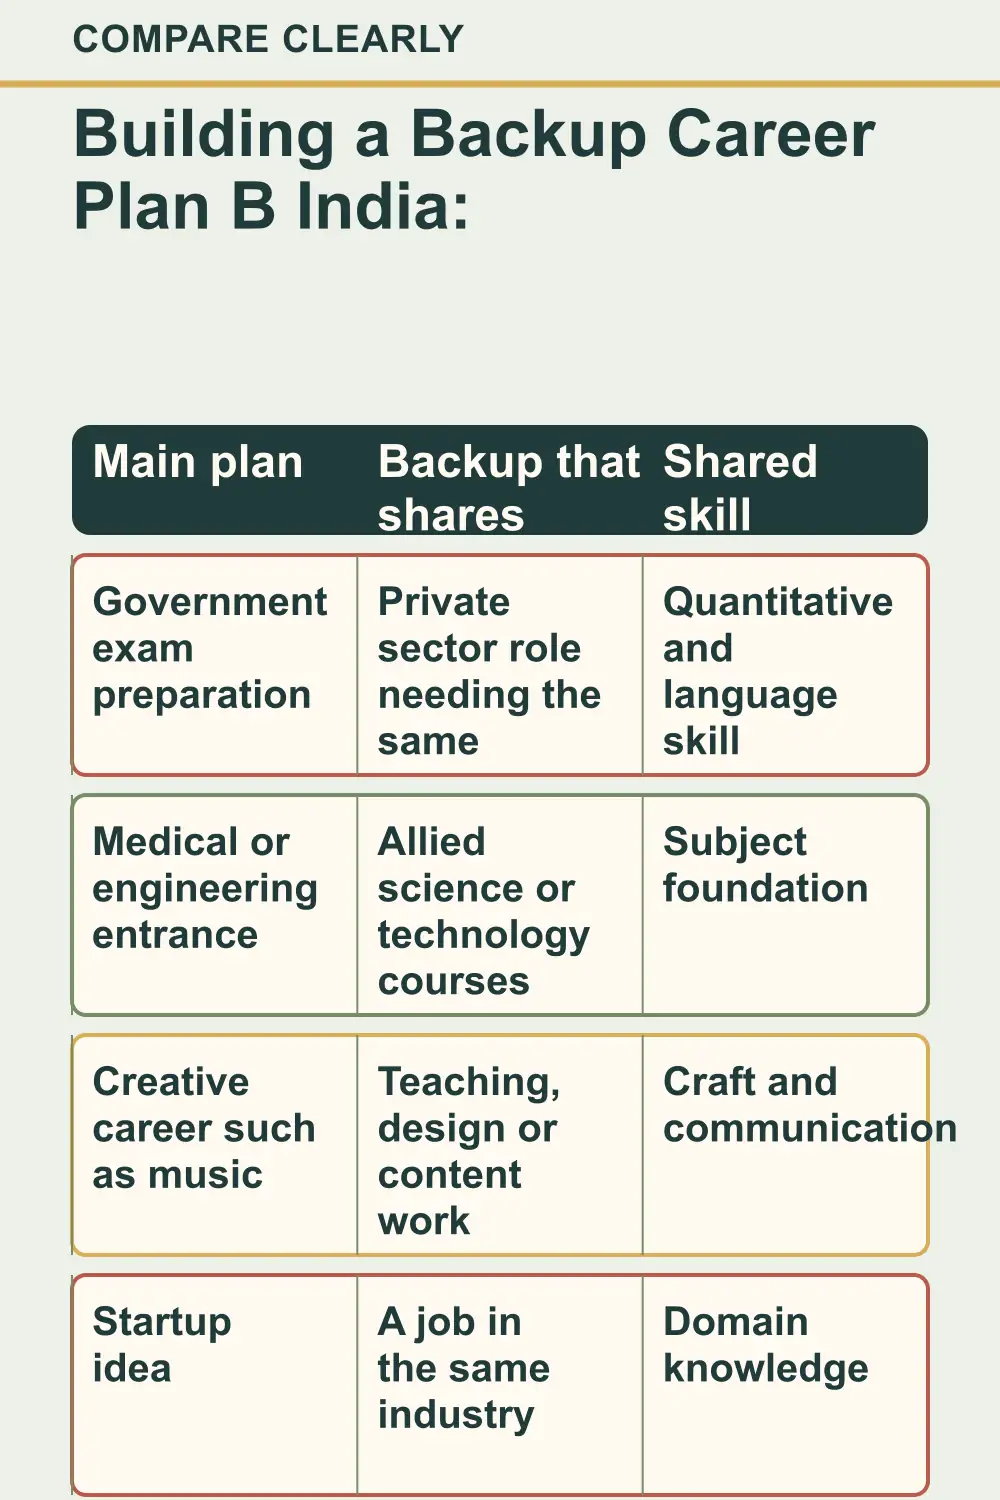 COMPARE CLEARLY
Building a Backup Career
Plan B India:
Main plan
Backup that
shares
Shared
skill
Government
exam
preparation
Private
sector role
needing the
same
Quantitative
and
language
skill
Medical or
engineering
entrance
Allied
science or
technology
courses
Subject
foundation
Creative
career such
as music
Teaching,
design or
content
work
Craft and
communication
Startup
idea
A job in
the same
industry
Domain
knowledge